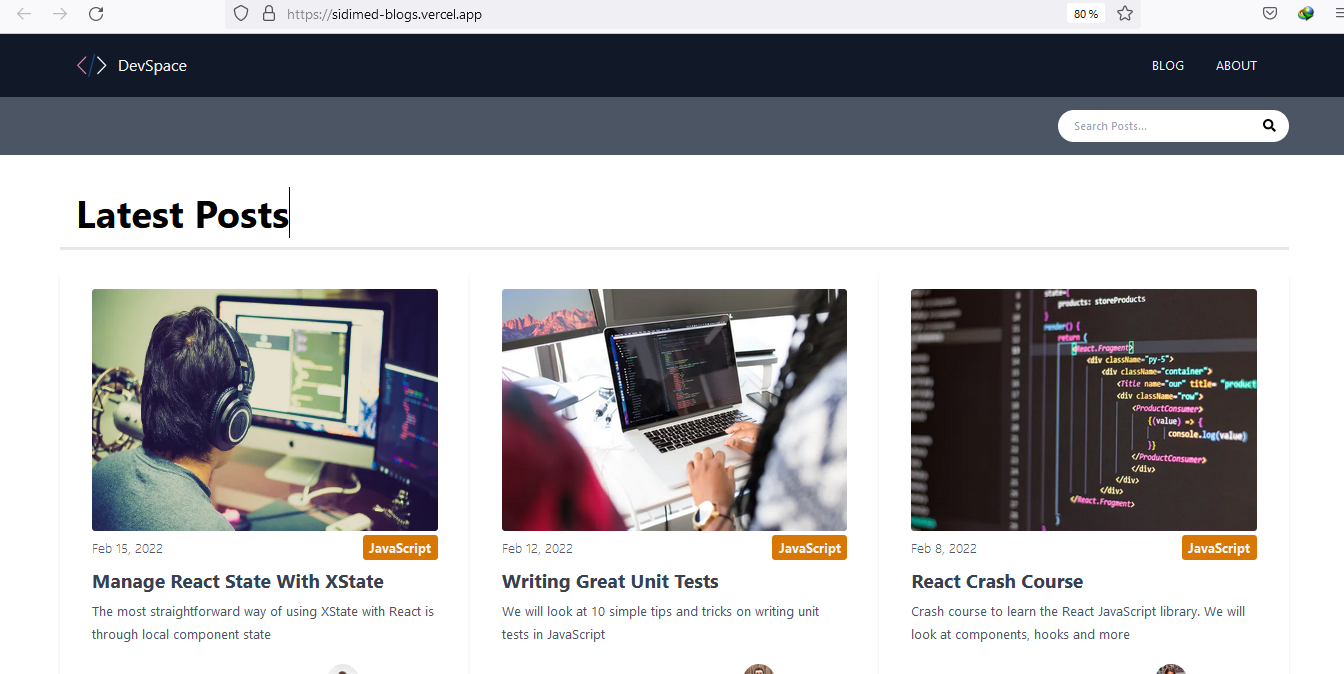 https://sidimed-blogs.vercel.app
80%
DevSpace
BLOG
ABOUT
Search Posts...
Latest Posts
state={
products: storeProducts
}
render() {
return {
<React.Fragment>
<div className="py-5">
<div className="container">
<Title name="our" title= "product
<div className="row">
<ProductConsumer>
{(value) => {
console.log(value)
}}
</ProductConsumer>
</div>
</div>
</div>
</React.Fragment>
Feb 15, 2022
JavaScript
Manage React State With XState
The most straightforward way of using XState with React is
through local component state
Feb 12, 2022
JavaScript
Writing Great Unit Tests
We will look at 10 simple tips and tricks on writing unit
tests in JavaScript
Feb 8, 2022
JavaScript
React Crash Course
Crash course to learn the React JavaScript library. We will
look at components, hooks and more